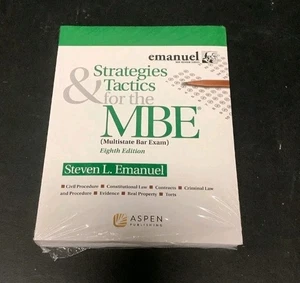 emanuel
Strategies
& Tactics
for the
MBE®
(Multistate Bar Exam)
Eighth Edition
Steven L. Emanuel
■ Civil Procedure ■ Constitutional Law ■ Contracts ■ Criminal Law
and Procedure ■ Evidence ■ Real Property ■ Torts
ASPEN
PUBLISHING